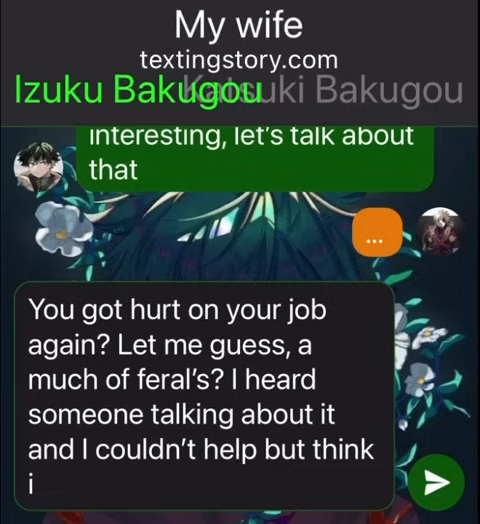 My wife
textingstory.com
Izuku Bakugou Katsuki Bakugou
interesting, let's talk about
that
...
You got hurt on your job
again? Let me guess, a
much of feral's? I heard
someone talking about it
and I couldn't help but think
i